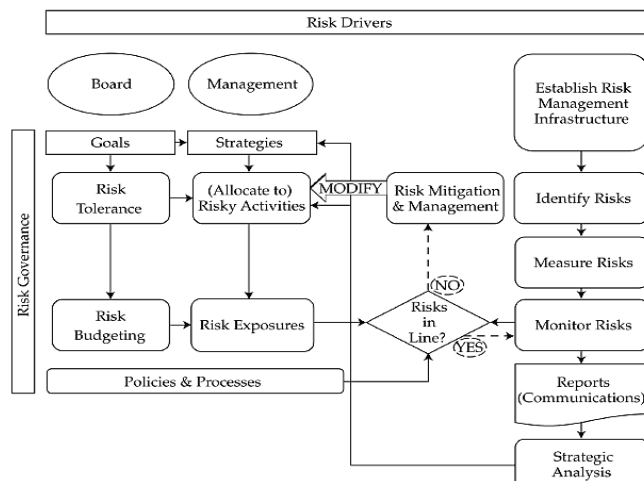 Risk Drivers
Board
Management
Establish Risk
Management
Infrastructure
Risk Governance
Goals
Strategies
Risk
Tolerance
(Allocate to)
Risky Activities
MODIFY
Risk Mitigation
& Management
Identify Risks
Measure Risks
NO
Risk
Budgeting
Risk Exposures
Risks
in
Line?
YES
Monitor Risks
Policies & Processes
Reports
(Communications)
Strategic
Analysis